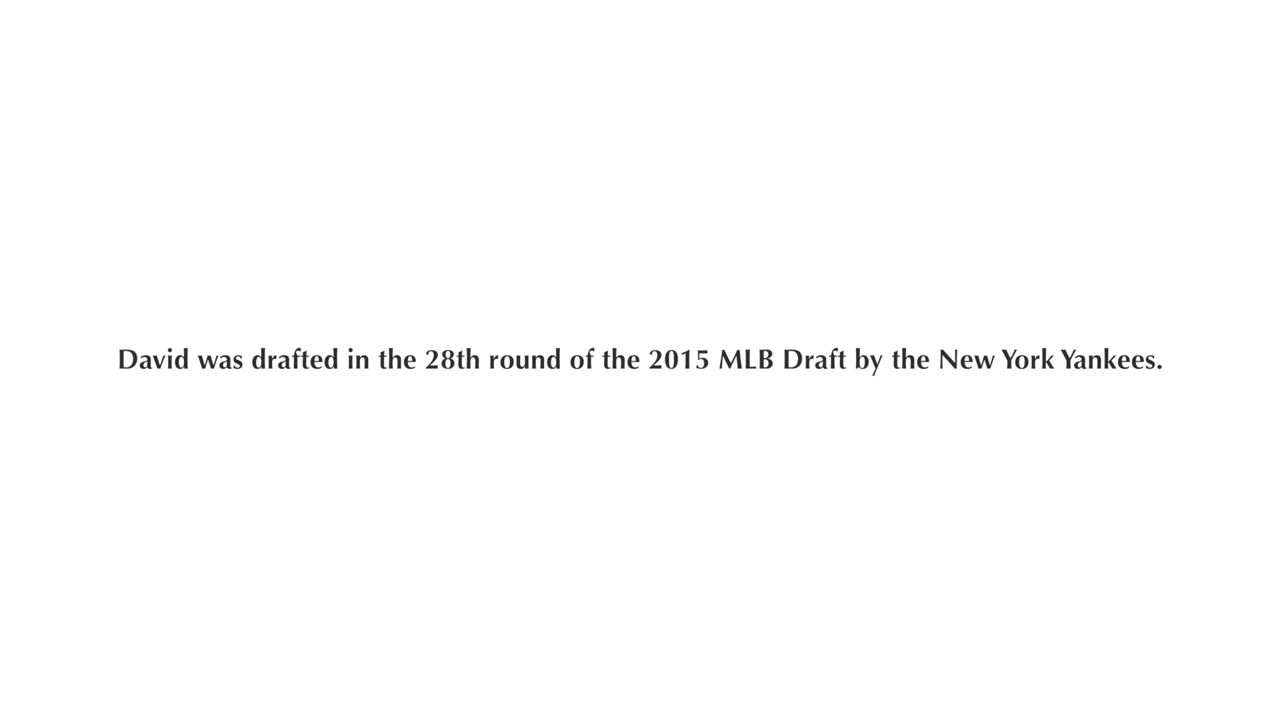 David was drafted in the 28th round of the 2015 MLB Draft by the New York Yankees.